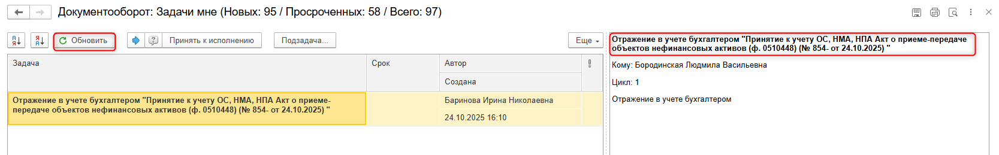 Документооборот: Задачи мне (Новых: 95 / Просроченных: 58 / Всего: 97)
А Я
Я А
Обновить
Принять к исполнению
Подзадача...
Еще
Задача
Срок
Автор
Создана
Отражение в учете бухгалтером "Принятие к учету ОС, НМА, НПА Акт о приеме-
передаче объектов нефинансовых активов (ф. 0510448) (№ 854- от 24.10.2025) "
Баринова Ирина Николаевна
24.10.2025 16:10
Отражение в учете бухгалтером "Принятие к учету ОС, НМА, НПА Акт о приеме-передаче
объектов нефинансовых активов (ф. 0510448) (№ 854- от 24.10.2025) "
Кому: Бородинская Людмила Васильевна
Цикл: 1
Отражение в учете бухгалтером